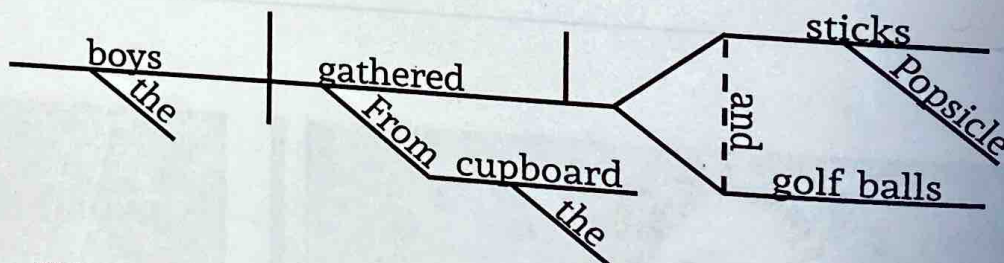 boys
the
gathered
From
cupboard
the
and
sticks
Popsicle
golf balls